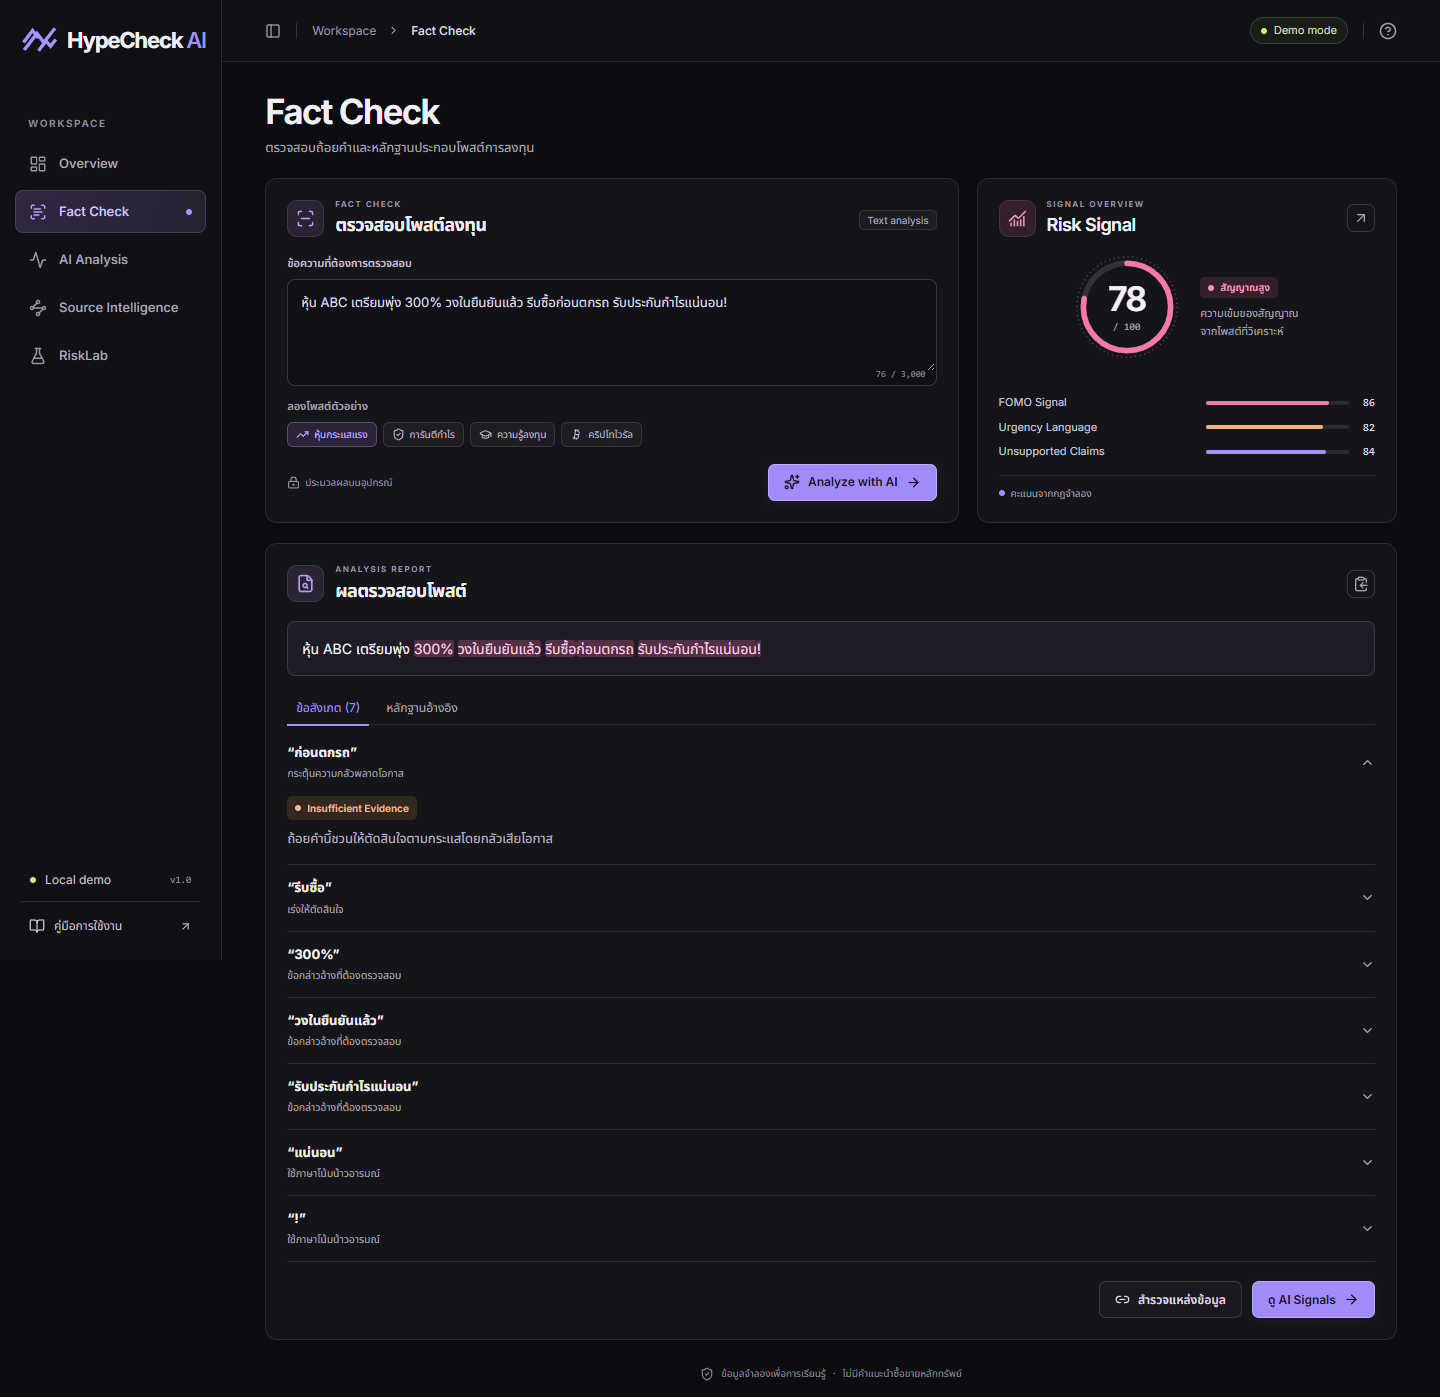 HypeCheck AI
WORKSPACE
Overview
Fact Check
AI Analysis
Source Intelligence
RiskLab
Local demo v1.0
คู่มือการใช้งาน
Workspace > Fact Check
Demo mode
Fact Check
ตรวจสอบถ้อยคำและหลักฐานประกอบโพสต์การลงทุน
FACT CHECK
ตรวจสอบโพสต์ลงทุน
Text analysis
ข้อความที่ต้องการตรวจสอบ
หุ้น ABC เตรียมพุ่ง 300% วงในยืนยันแล้ว รีบซื้อก่อนตกรถ รับประกันกำไรแน่นอน!
76 / 3,000
ลองโพสต์ตัวอย่าง
หุ้นกระแสแรง การันตีกำไร ความรู้ลงทุน คริปโทไวรัล
ประมวลผลบนอุปกรณ์
Analyze with AI
SIGNAL OVERVIEW
Risk Signal
78
/ 100
สัญญาณสูง
ความเข้มของสัญญาณ
จากโพสต์ที่วิเคราะห์
FOMO Signal 86
Urgency Language 82
Unsupported Claims 84
คะแนนจากกฎจำลอง
ANALYSIS REPORT
ผลตรวจสอบโพสต์
หุ้น ABC เตรียมพุ่ง 300% วงในยืนยันแล้ว รีบซื้อก่อนตกรถ รับประกันกำไรแน่นอน!
ข้อสังเกต (7) หลักฐานอ้างอิง
“ก่อนตกรถ”
กระตุ้นความกลัวพลาดโอกาส
Insufficient Evidence
ถ้อยคำนี้ชวนให้ตัดสินใจตามกระแสโดยกลัวเสียโอกาส
“รีบซื้อ”
เร่งให้ตัดสินใจ
“300%”
ข้อกล่าวอ้างที่ต้องตรวจสอบ
“วงในยืนยันแล้ว”
ข้อกล่าวอ้างที่ต้องตรวจสอบ
“รับประกันกำไรแน่นอน”
ข้อกล่าวอ้างที่ต้องตรวจสอบ
“แน่นอน”
ใช้ภาษาโน้มน้าวอารมณ์
“!”
ใช้ภาษาโน้มน้าวอารมณ์
สำรวจแหล่งข้อมูล
ดู AI Signals
ข้อมูลจำลองเพื่อการเรียนรู้ · ไม่มีคำแนะนำซื้อขายหลักทรัพย์